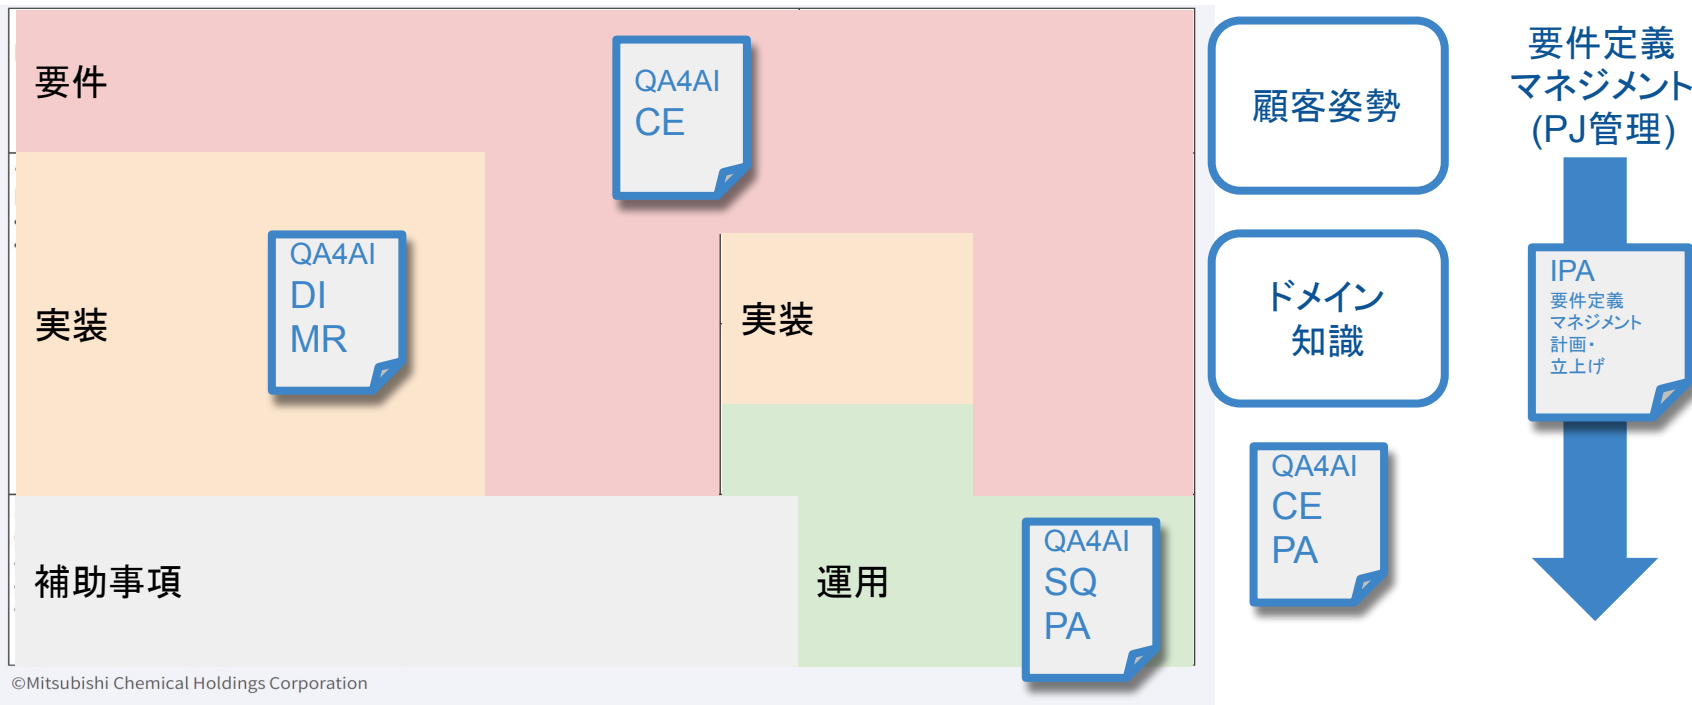 要件
QA4AI
CE
実装
QA4AI
DI
MR
実装
補助事項
運用
QA4AI
SQ
PA
©Mitsubishi Chemical Holdings Corporation
顧客姿勢
ドメイン
知識
QA4AI
CE
PA
要件定義
マネジメント
(PJ管理)
IPA
要件定義
マネジメント
計画・
立上げ